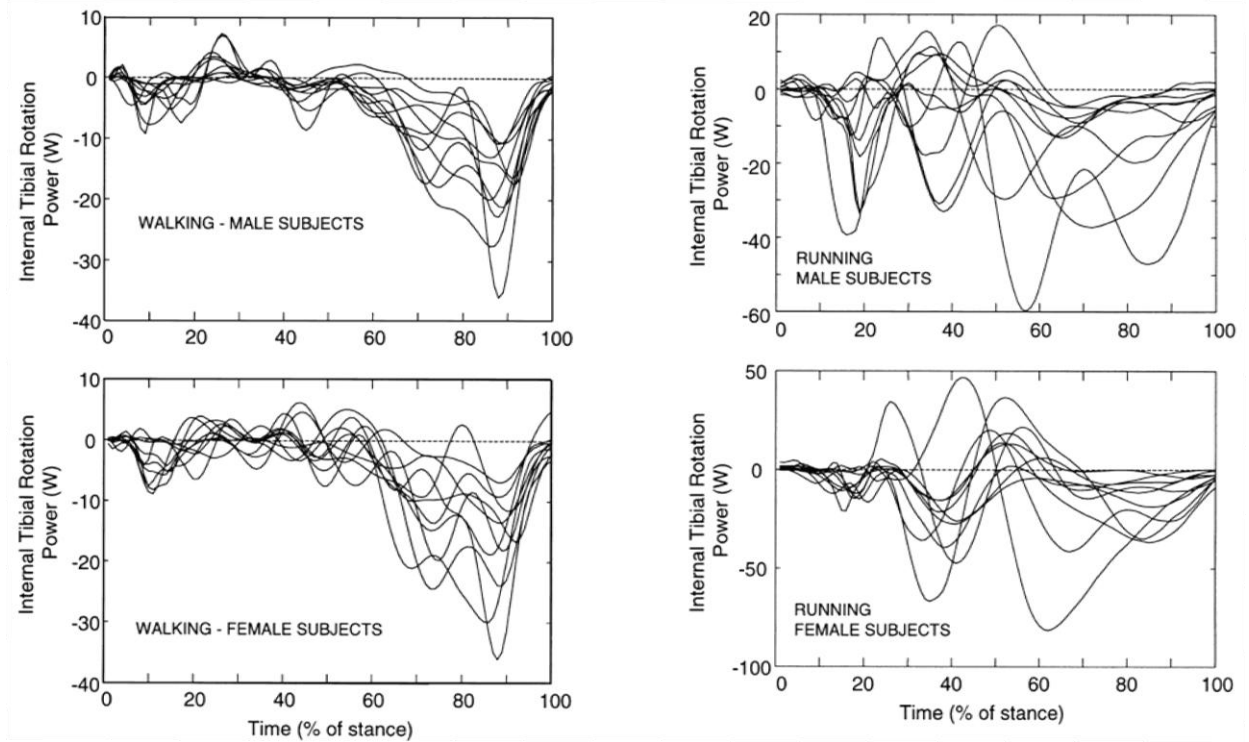 10
0
-10
-20
-30
-40
Internal Tibial Rotation
Power (W)
WALKING - MALE SUBJECTS
0 20 40 60 80 100
20
0
-20
-40
-60
Internal Tibial Rotation
Power (W)
RUNNING
MALE SUBJECTS
0 20 40 60 80 100
10
0
-10
-20
-30
-40
Internal Tibial Rotation
Power (W)
WALKING - FEMALE SUBJECTS
0 20 40 60 80 100
Time (% of stance)
50
0
-50
-100
Internal Tibial Rotation
Power (W)
RUNNING
FEMALE SUBJECTS
0 20 40 60 80 100
Time (% of stance)